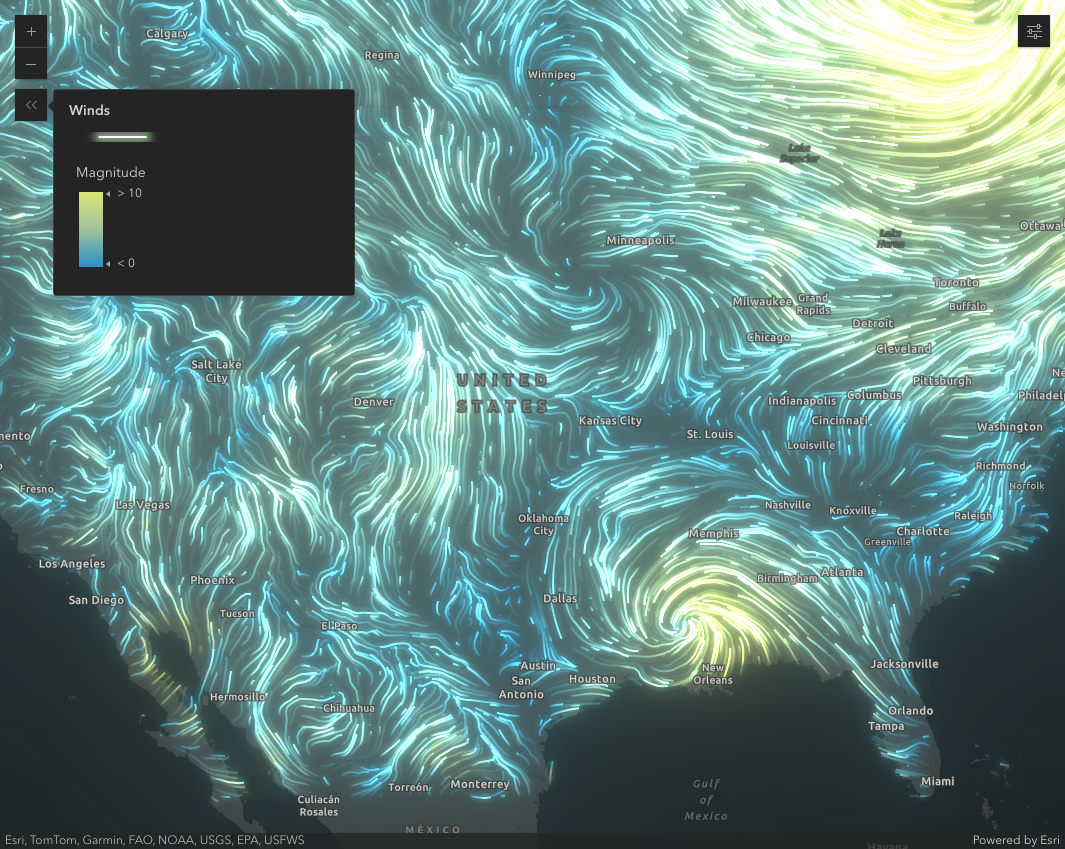 Calgary
Regina
Winnipeg
+
−
Winds
Magnitude
> 10
< 0
Lake
Superior
Ottawa
Lake
Huron
Minneapolis
Toronto
Milwaukee
Grand
Rapids
Buffalo
Detroit
Chicago
Cleveland
Salt Lake
City
UNITED
STATES
Ne
Pittsburgh
Denver
Indianapolis
Columbus
Philadelp
Kansas City
Cincinnati
Washington
St. Louis
mento
Louisville
o
Richmond
Fresno
Norfolk
Las Vegas
Nashville
Knoxville
Oklahoma
City
Raleigh
Memphis
Charlotte
Greenville
Los Angeles
Phoenix
Birmingham
Atlanta
San Diego
Dallas
Tucson
El Paso
Austin
New
Orleans
Jacksonville
San
Antonio
Houston
Hermosillo
Chihuahua
Orlando
Tampa
Torreón
Monterrey
Gulf
of
Mexico
Miami
Culiacán
Rosales
MÉXICO
Esri, TomTom, Garmin, FAO, NOAA, USGS, EPA, USFWS
Havana
Powered by Esri